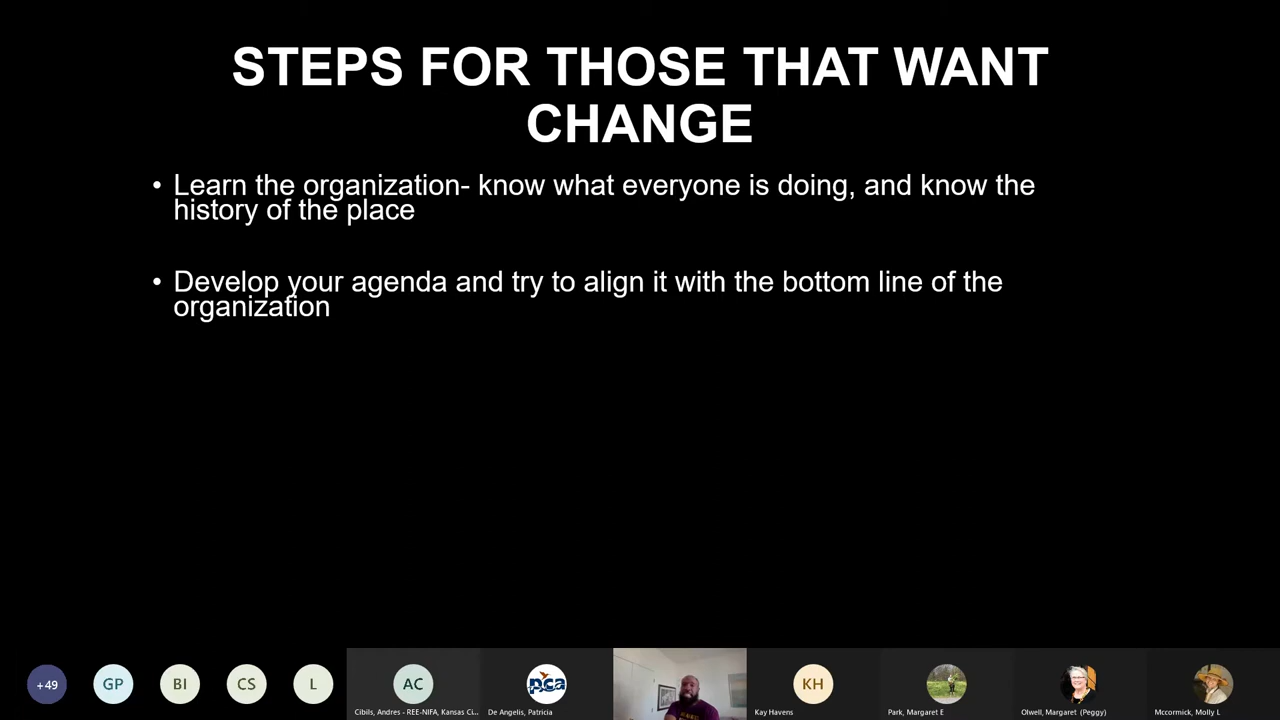 STEPS FOR THOSE THAT WANT
CHANGE
• Learn the organization- know what everyone is doing, and know the
history of the place
• Develop your agenda and try to align it with the bottom line of the
organization
+49
GP
BI
CS
L
AC
pca
KH
Cibils, Andres - REE-NIFA, Kansas Ci...
De Angelis, Patricia
Kay Havens
Park, Margaret E
Olwell, Margaret (Peggy)
Mccormick, Molly L